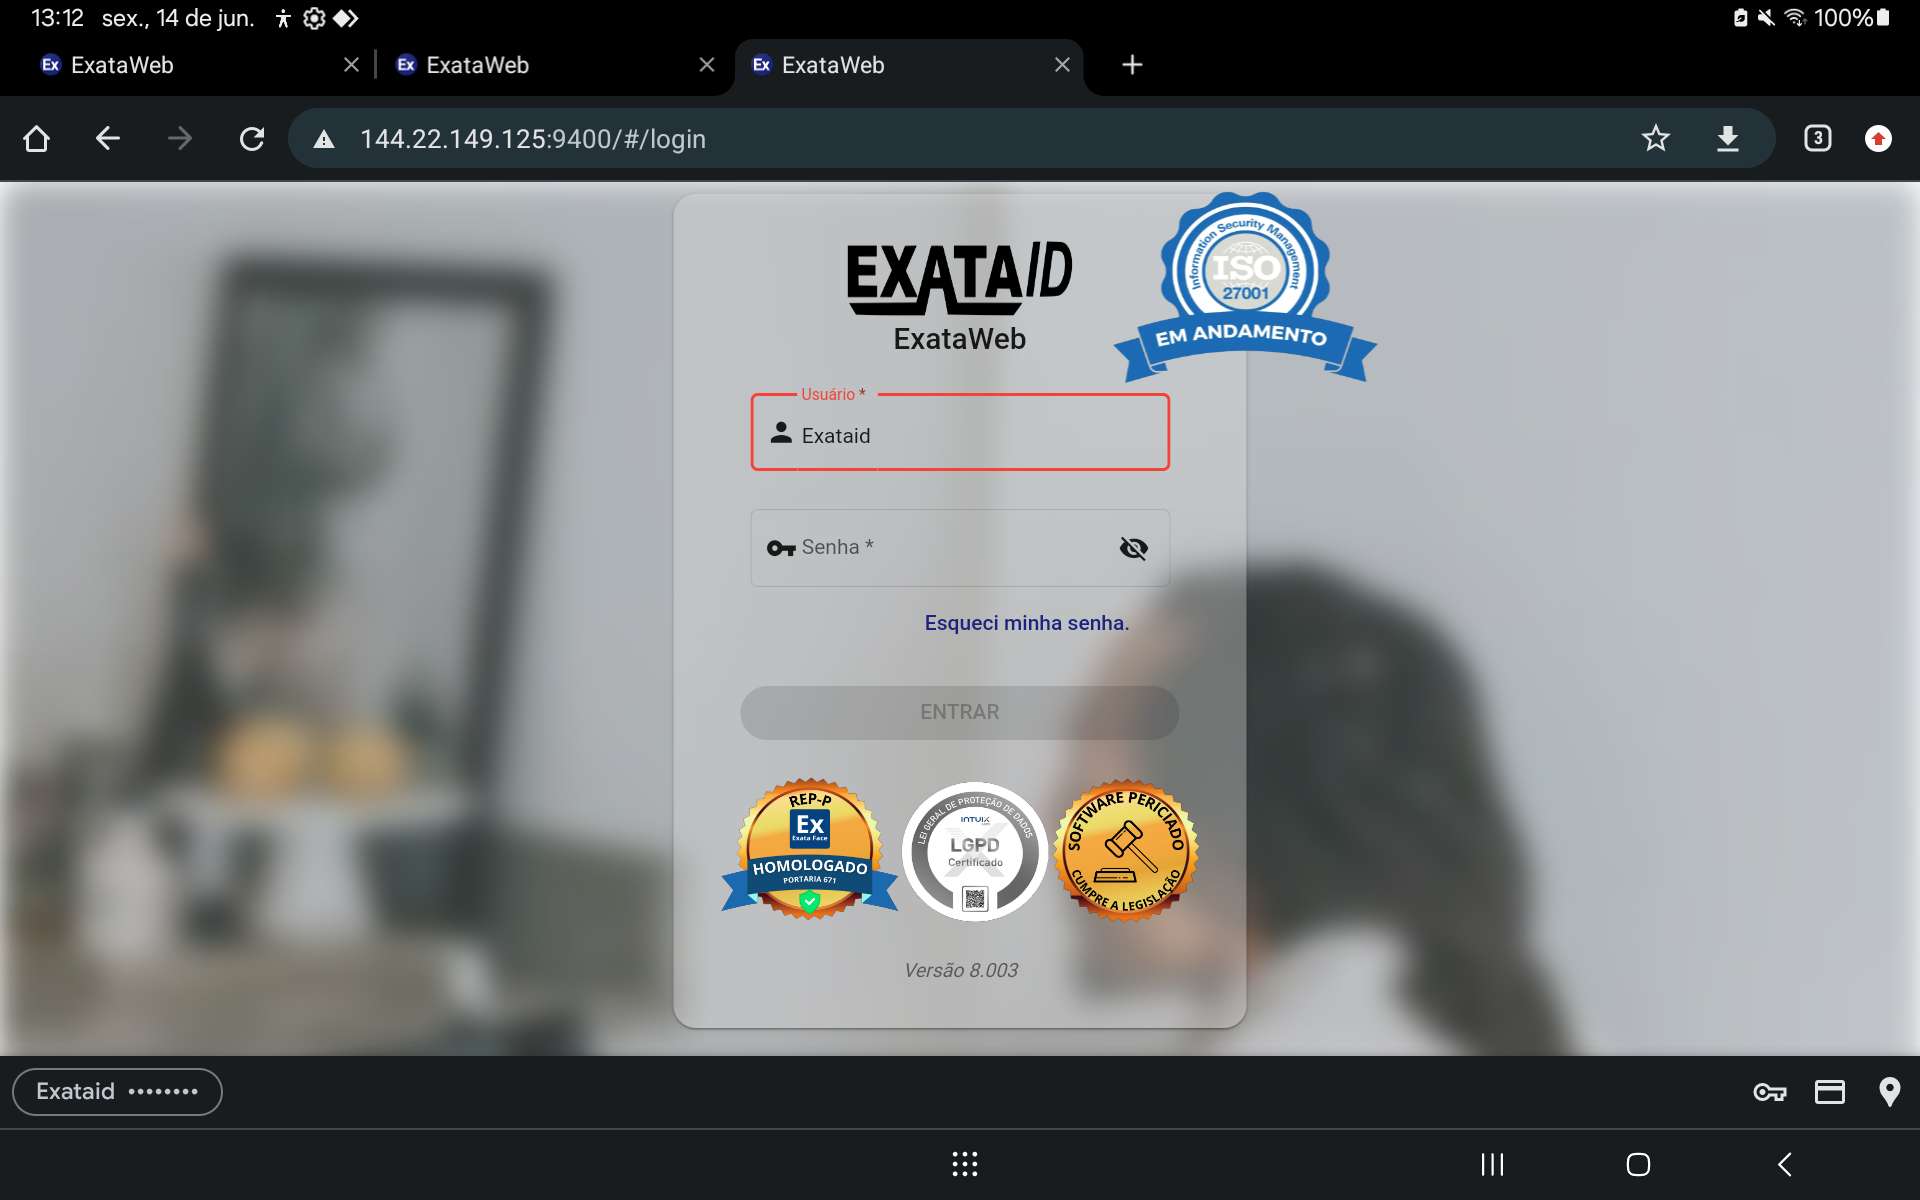 13:12 sex., 14 de jun. 100%
Ex ExataWeb Ex ExataWeb Ex ExataWeb
144.22.149.125:9400/#/login 3
EXATAID
ExataWeb
Information Security Management
ISO
27001
EM ANDAMENTO
Usuário *
Exataid
Senha *
Esqueci minha senha.
ENTRAR
REP-P
Ex
Exata Face
HOMOLOGADO
PORTARIA 671
LEI GERAL DE PROTEÇÃO DE DADOS
INTUIX
LGPD
Certificado
SOFTWARE PERICIADO
CUMPRE A LEGISLAÇÃO
Versão 8.003
Exataid ••••••••